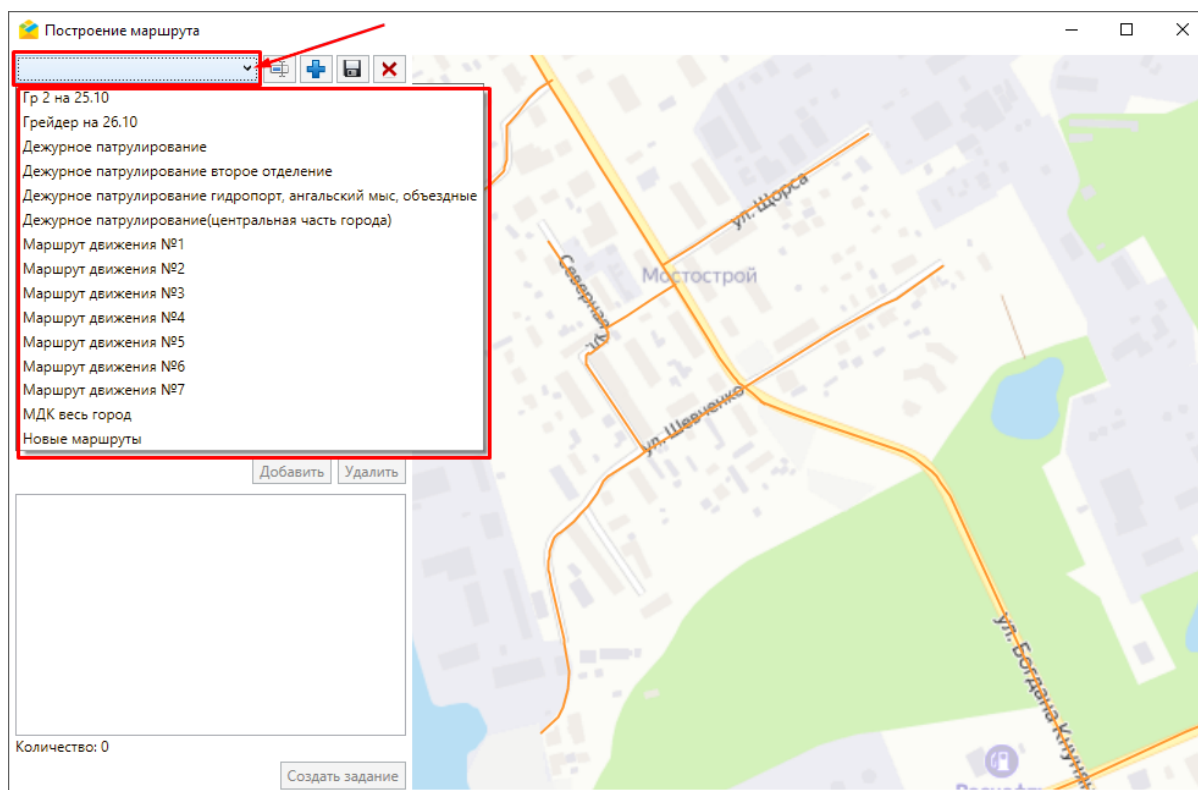 Построение маршрута
Гр 2 на 25.10
Грейдер на 26.10
Дежурное патрулирование
Дежурное патрулирование второе отделение
Дежурное патрулирование гидропорт, ангальский мыс, объездные
Дежурное патрулирование(центральная часть города)
Маршрут движения №1
Маршрут движения №2
Маршрут движения №3
Маршрут движения №4
Маршрут движения №5
Маршрут движения №6
Маршрут движения №7
МДК весь город
Новые маршруты
Добавить Удалить
Количество: 0
Создать задание
ул. Щорса
Мостострой
Северная ул.
ул. Шевченко
ул. Богдана